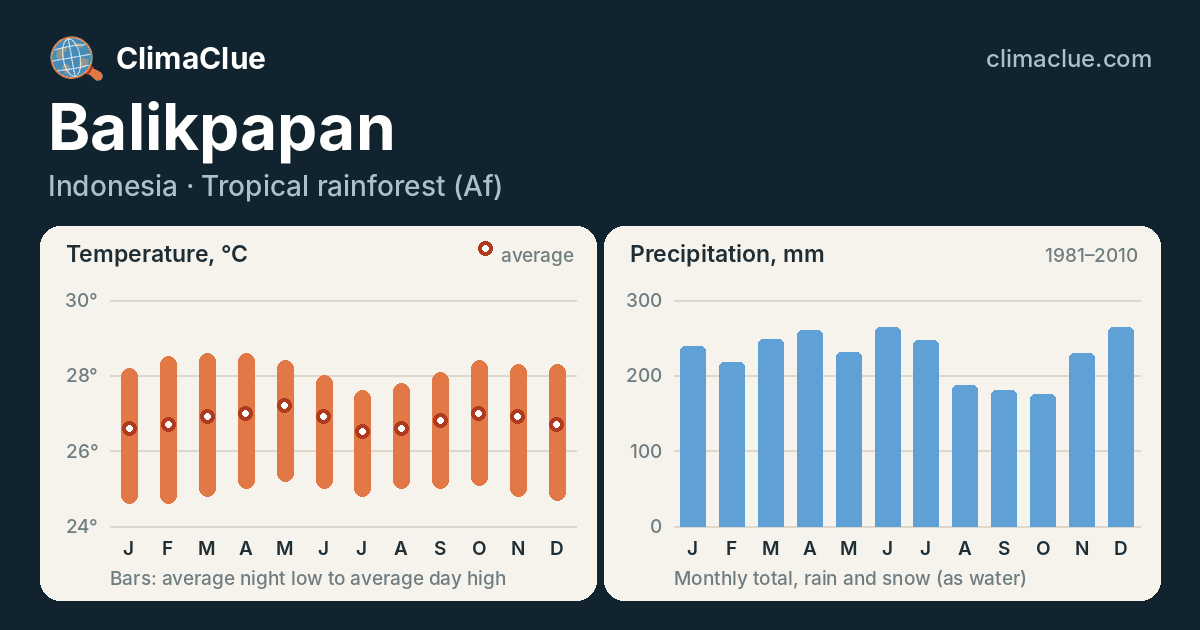 ClimaClue
climaclue.com
Balikpapan
Indonesia · Tropical rainforest (Af)
Temperature, °C
average
30°
28°
26°
24°
J F M A M J J A S O N D
Bars: average night low to average day high
Precipitation, mm
1981–2010
300
200
100
0
J F M A M J J A S O N D
Monthly total, rain and snow (as water)